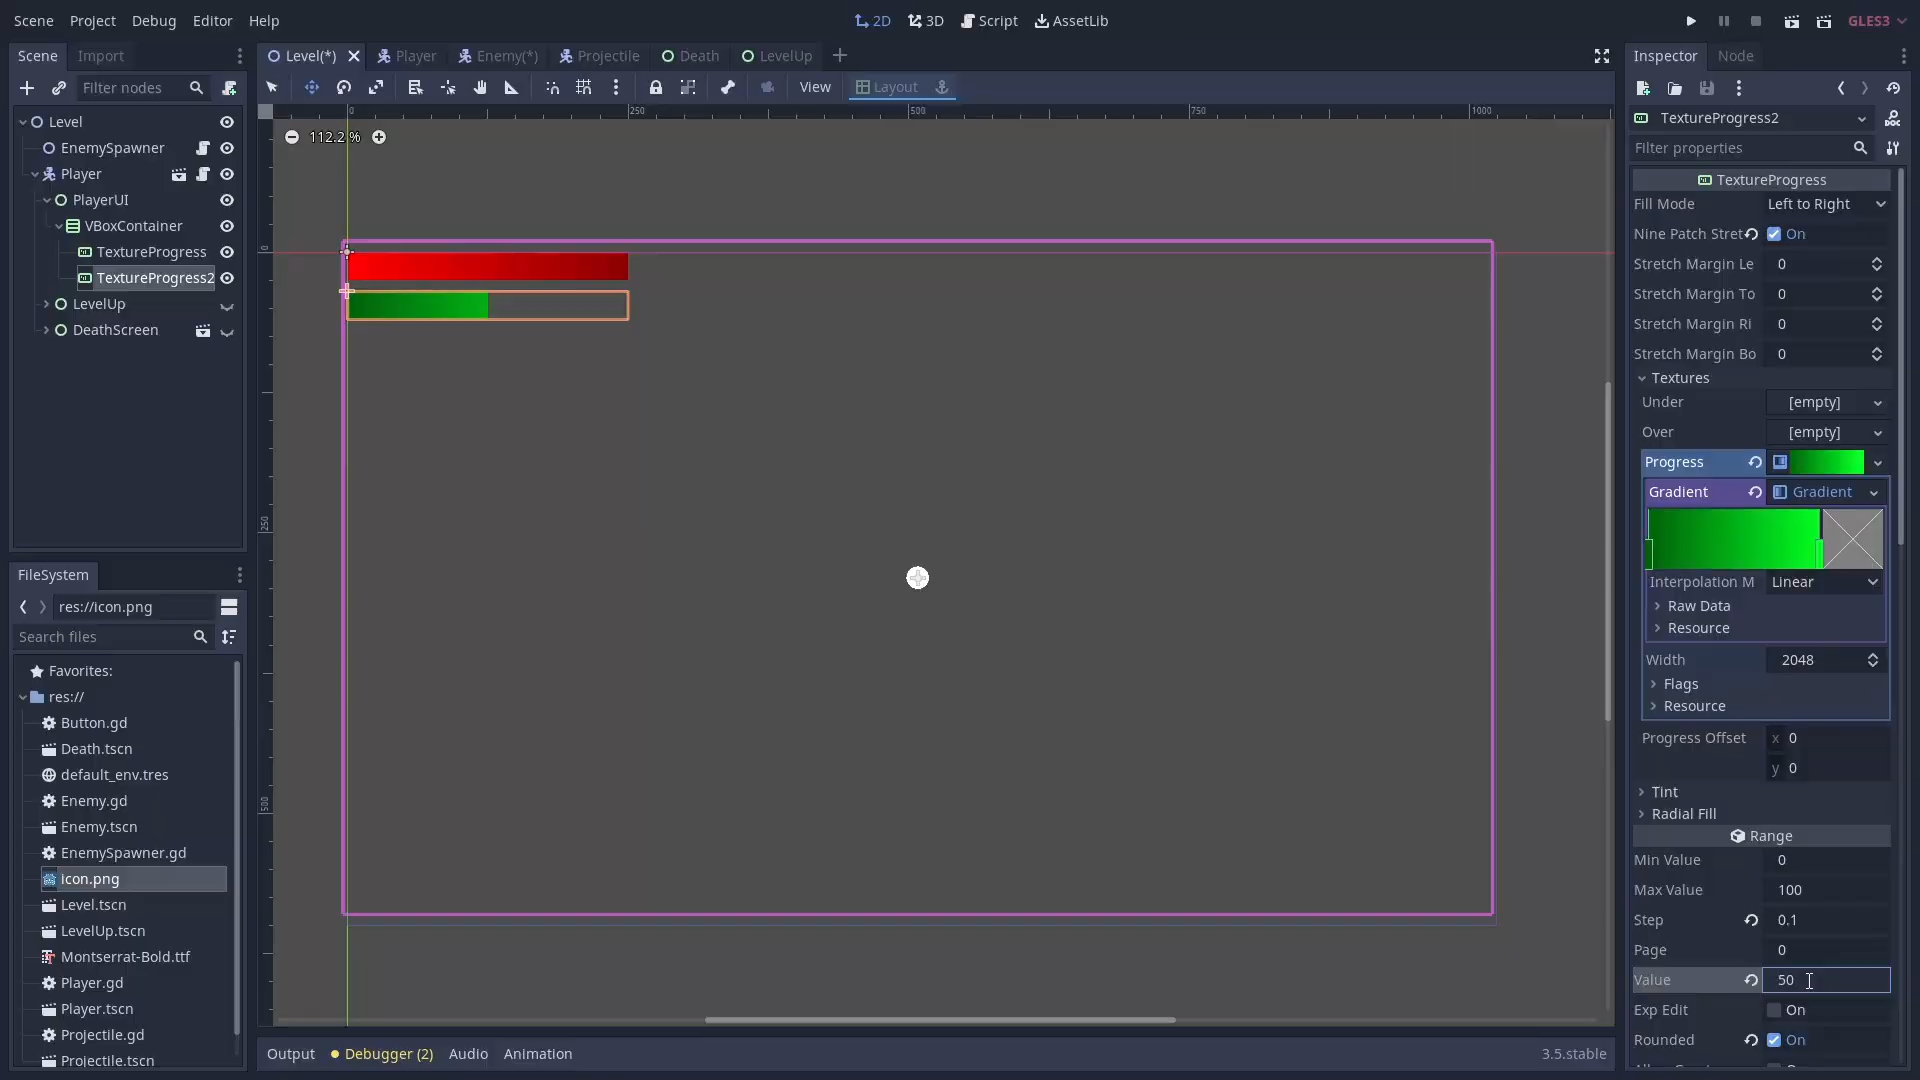 Scene Project Debug Editor Help
2D 3D Script AssetLib
GLES3
Scene Import
Filter nodes
Level
EnemySpawner
Player
PlayerUI
VBoxContainer
TextureProgress
TextureProgress2
LevelUp
DeathScreen
FileSystem
res://icon.png
Search files
Favorites:
res://
Button.gd
Death.tscn
default_env.tres
Enemy.gd
Enemy.tscn
EnemySpawner.gd
icon.png
Level.tscn
LevelUp.tscn
Montserrat-Bold.ttf
Player.gd
Player.tscn
Projectile.gd
Projectile.tscn
Level(*) Player Enemy(*) Projectile Death LevelUp
View Layout
0 250 500 750 1000
112.2 %
0
250
500
Output Debugger (2) Audio Animation 3.5.stable
Inspector Node
TextureProgress2
Filter properties
TextureProgress
Fill Mode Left to Right
Nine Patch Stret On
Stretch Margin Le 0
Stretch Margin To 0
Stretch Margin Ri 0
Stretch Margin Bo 0
Textures
Under [empty]
Over [empty]
Progress
Gradient Gradient
Interpolation M Linear
Raw Data
Resource
Width 2048
Flags
Resource
Progress Offset x 0
y 0
Tint
Radial Fill
Range
Min Value 0
Max Value 100
Step 0.1
Page 0
Value 50
Exp Edit On
Rounded On